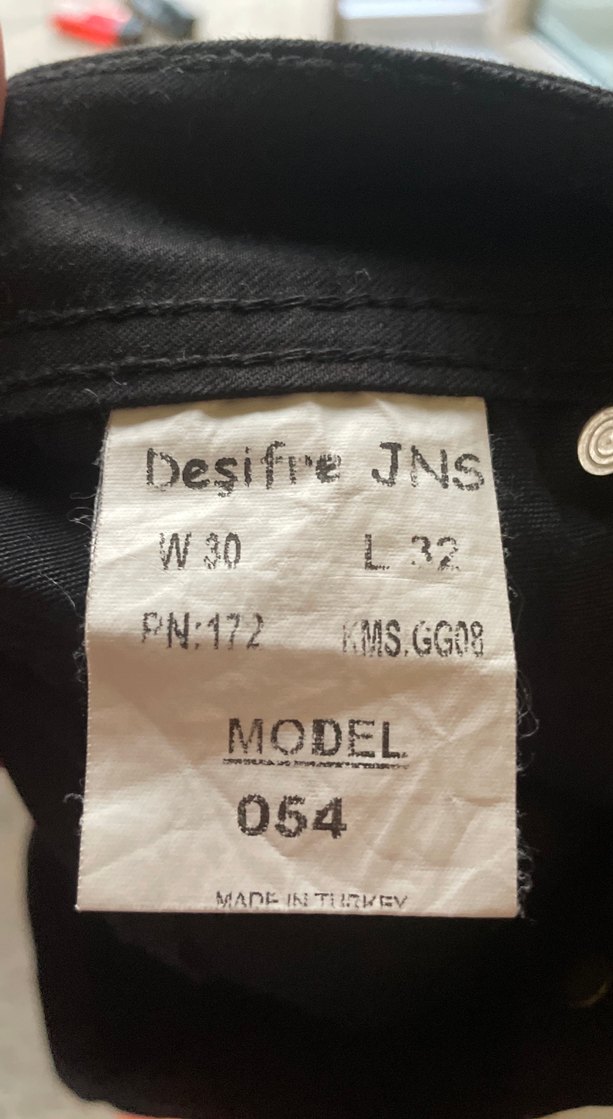 Deşifre JNS
W 30 L 32
PN:172 KMS.GG08
MODEL
054
MADE IN TURKEY